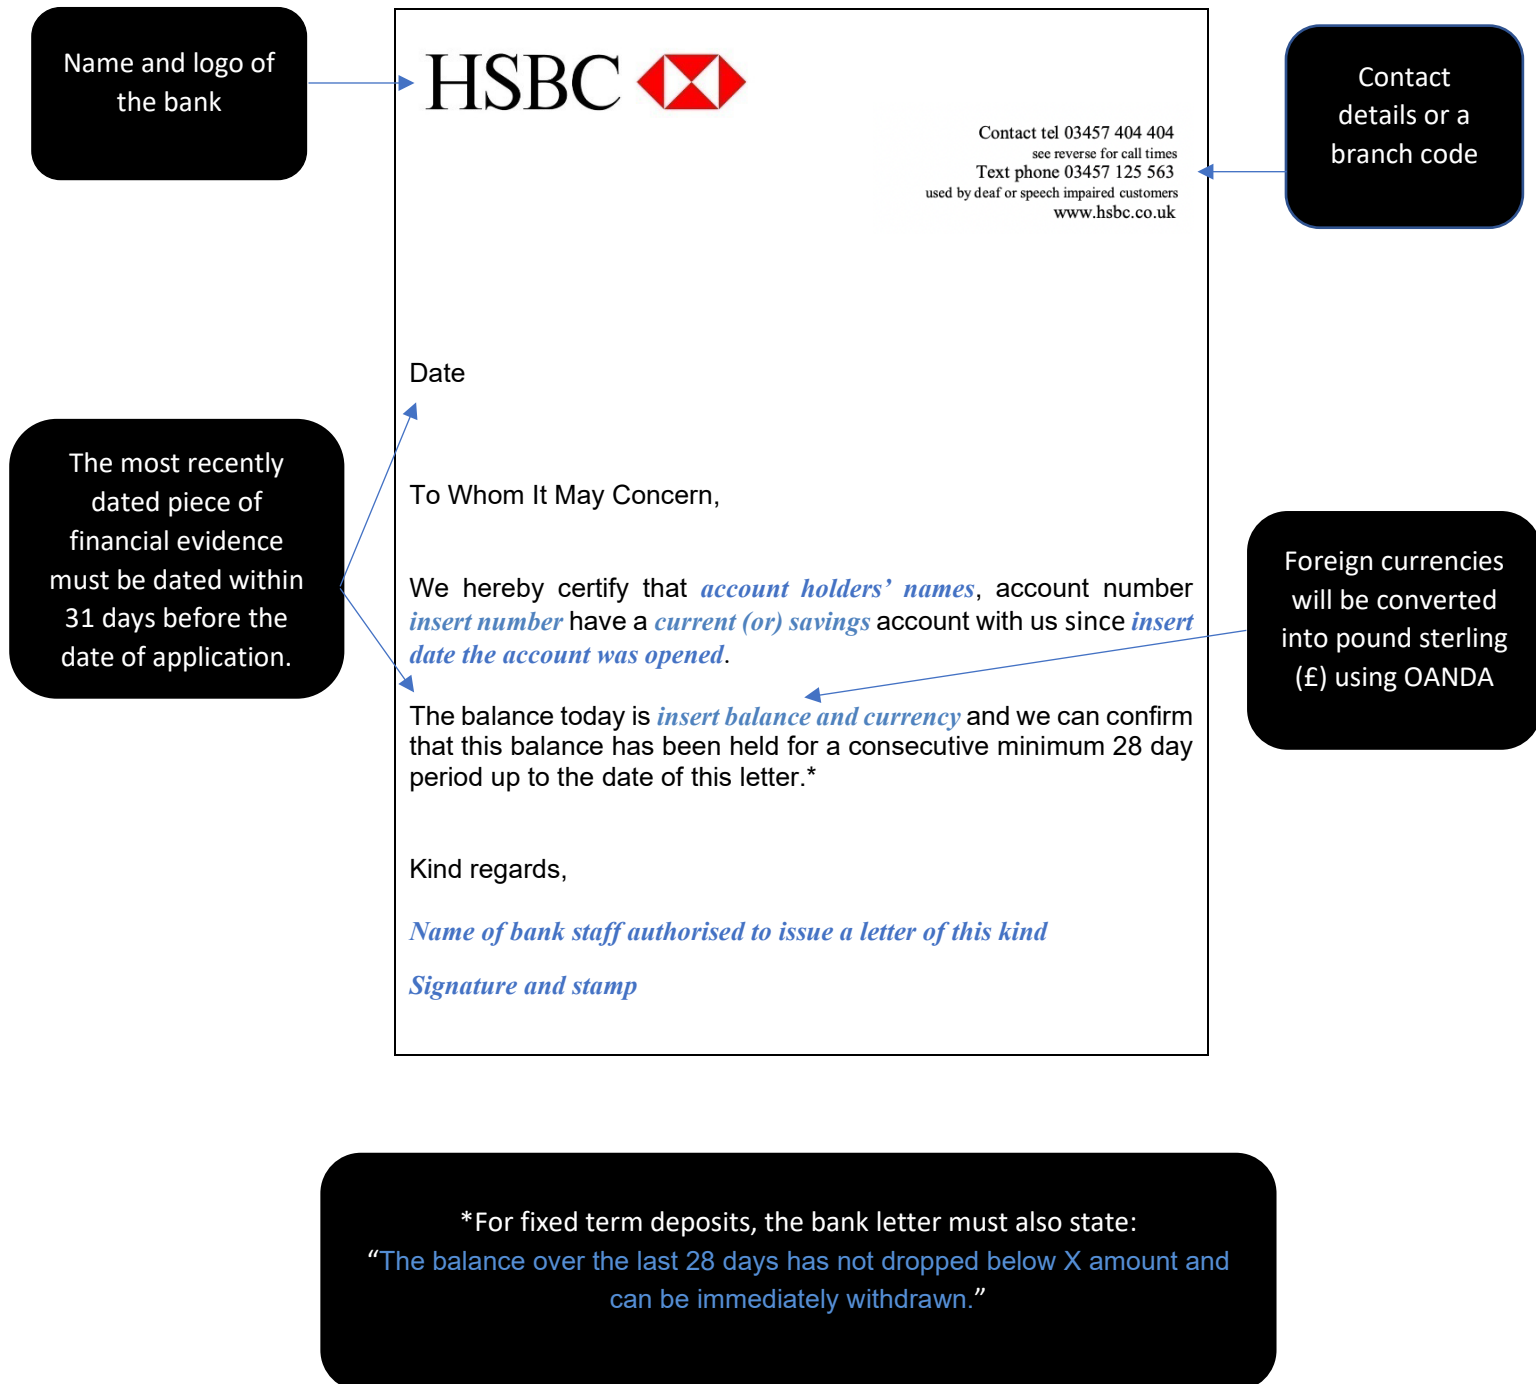 Name and logo of
the bank
HSBC
Contact
details or a
branch code
Contact tel 03457 404 404
see reverse for call times
Text phone 03457 125 563
used by deaf or speech impaired customers
www.hsbc.co.uk
Date
The most recently
dated piece of
financial evidence
must be dated within
31 days before the
date of application.
To Whom It May Concern,
We hereby certify that account holders’ names, account number
insert number have a current (or) savings account with us since insert
date the account was opened.
Foreign currencies
will be converted
into pound sterling
(£) using OANDA
The balance today is insert balance and currency and we can confirm
that this balance has been held for a consecutive minimum 28 day
period up to the date of this letter.*
Kind regards,
Name of bank staff authorised to issue a letter of this kind
Signature and stamp
*For fixed term deposits, the bank letter must also state:
“The balance over the last 28 days has not dropped below X amount and
can be immediately withdrawn.”